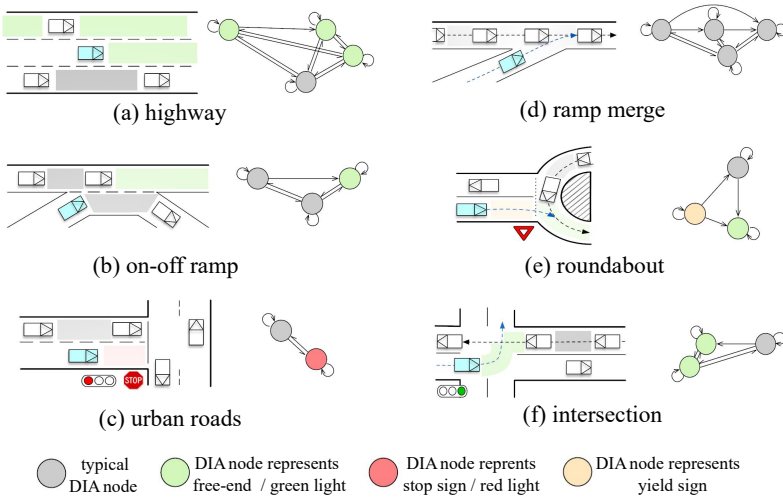 (a) highway
(d) ramp merge
(b) on-off ramp
(e) roundabout
STOP
(c) urban roads
(f) intersection
typical
DIA node
DIA node represents
free-end / green light
DIA node reprents
stop sign / red light
DIA node represents
yield sign